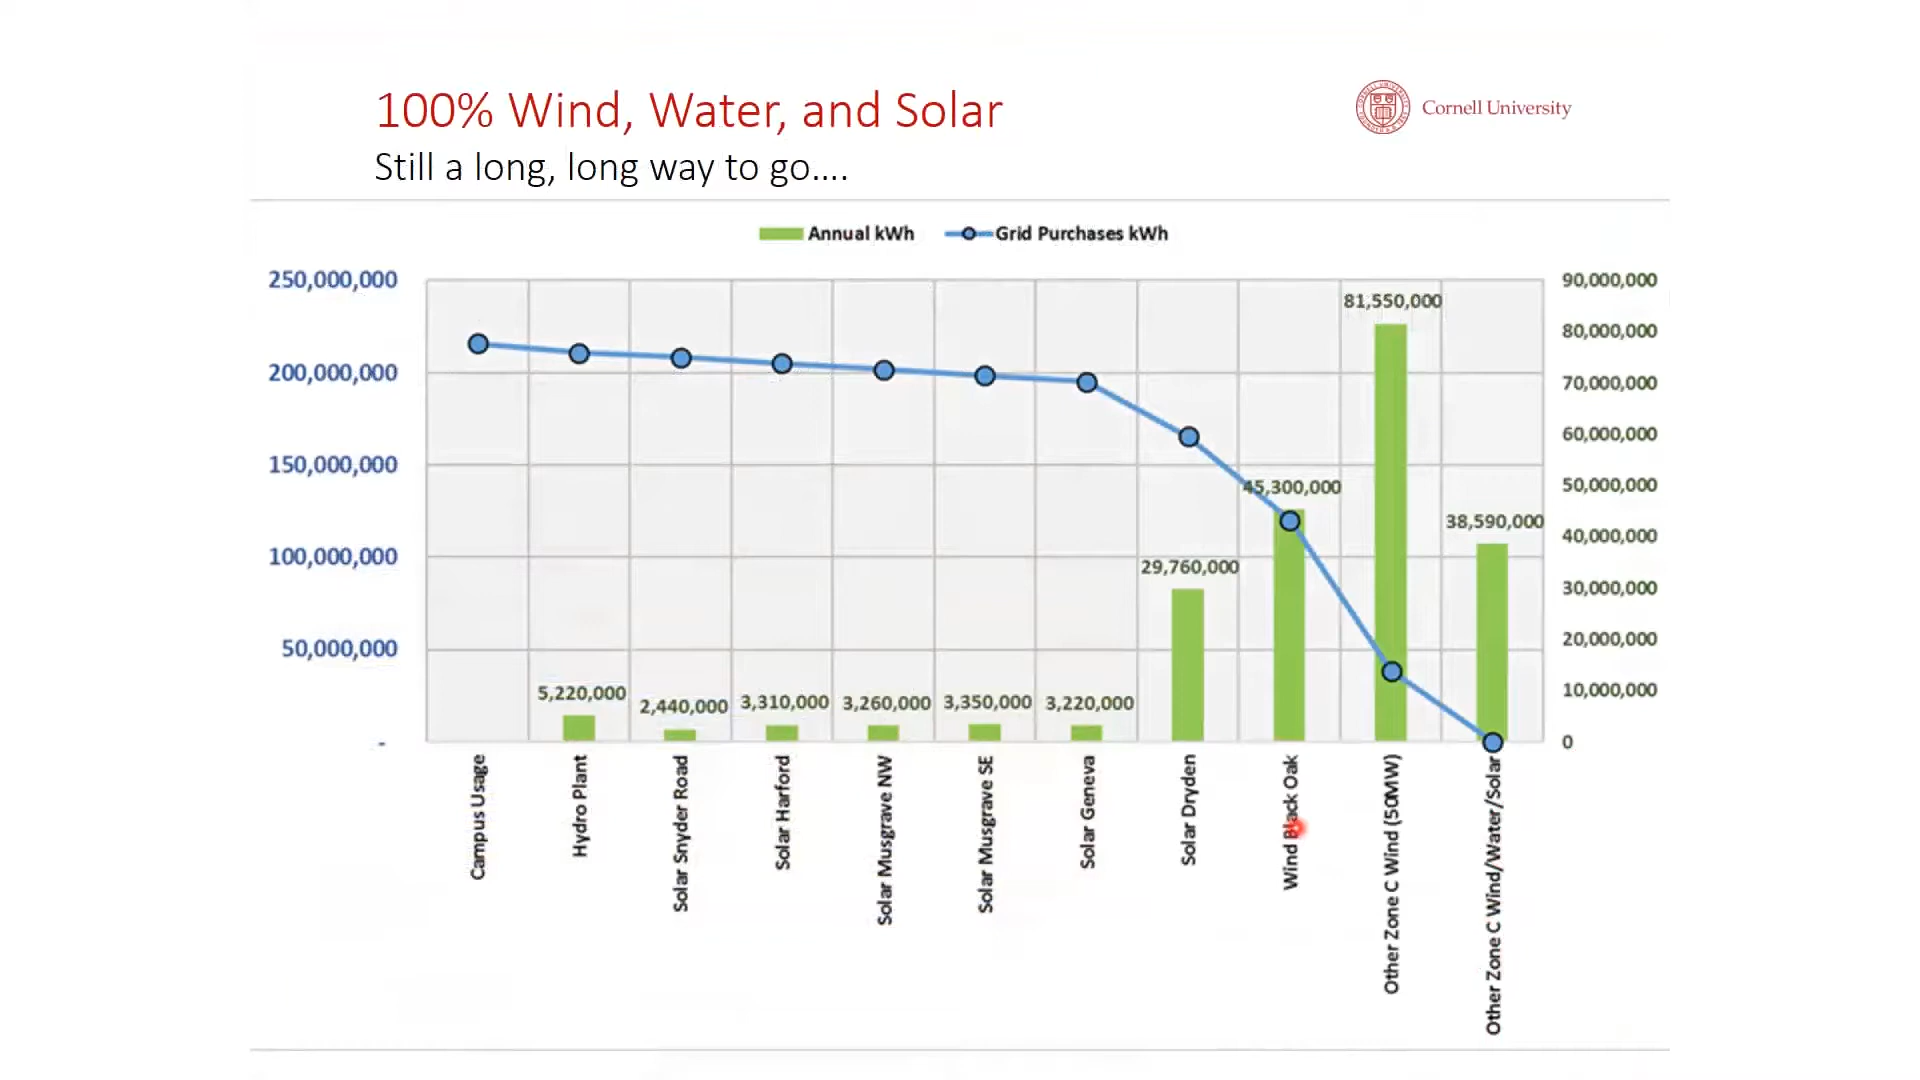 100% Wind, Water, and Solar
Still a long, long way to go....
Cornell University
Annual kWh
Grid Purchases kWh
250,000,000
200,000,000
150,000,000
100,000,000
50,000,000
-
90,000,000
80,000,000
70,000,000
60,000,000
50,000,000
40,000,000
30,000,000
20,000,000
10,000,000
0
5,220,000
2,440,000
3,310,000
3,260,000
3,350,000
3,220,000
29,760,000
45,300,000
81,550,000
38,590,000
Campus Usage
Hydro Plant
Solar Snyder Road
Solar Harford
Solar Musgrave NW
Solar Musgrave SE
Solar Geneva
Solar Dryden
Wind Black Oak
Other Zone C Wind (50MW)
Other Zone C Wind/Water/Solar